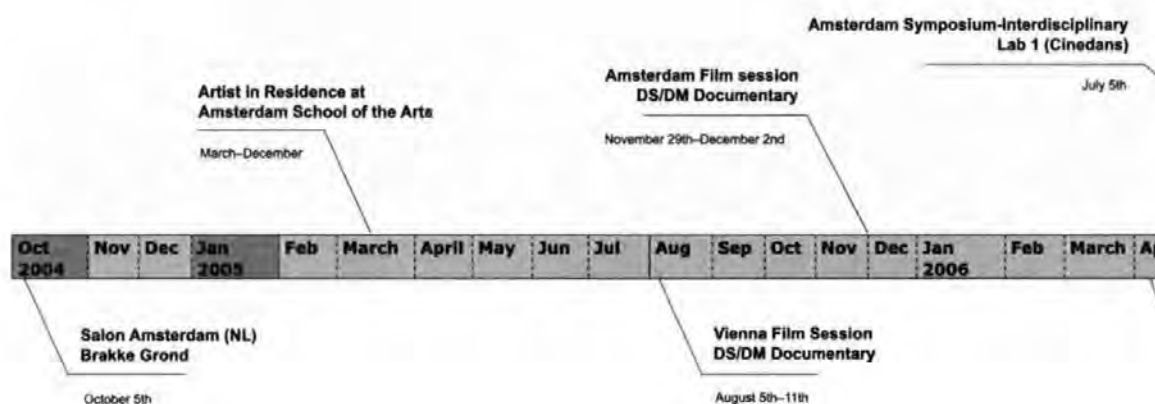 Amsterdam Symposium-Interdisciplinary
Lab 1 (Cinedans)
July 5th
Artist in Residence at
Amsterdam School of the Arts
March–December
Amsterdam Film session
DS/DM Documentary
November 29th–December 2nd
Oct Nov Dec Jan Feb March April May Jun Jul Aug Sep Oct Nov Dec Jan Feb March Ap
2004 2005 2006
Salon Amsterdam (NL)
Brakke Grond
October 5th
Vienna Film Session
DS/DM Documentary
August 5th–11th